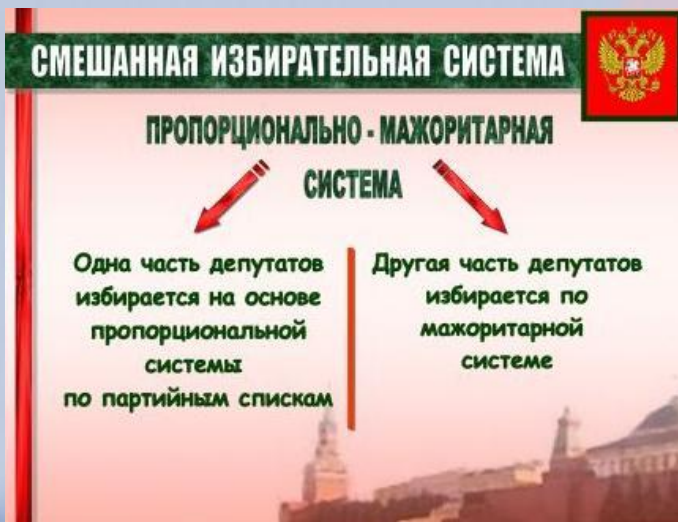 СМЕШАННАЯ ИЗБИРАТЕЛЬНАЯ СИСТЕМА
ПРОПОРЦИОНАЛЬНО - МАЖОРИТАРНАЯ
СИСТЕМА
Одна часть депутатов
избирается на основе
пропорциональной
системы
по партийным спискам
Другая часть депутатов
избирается по
мажоритарной
системе